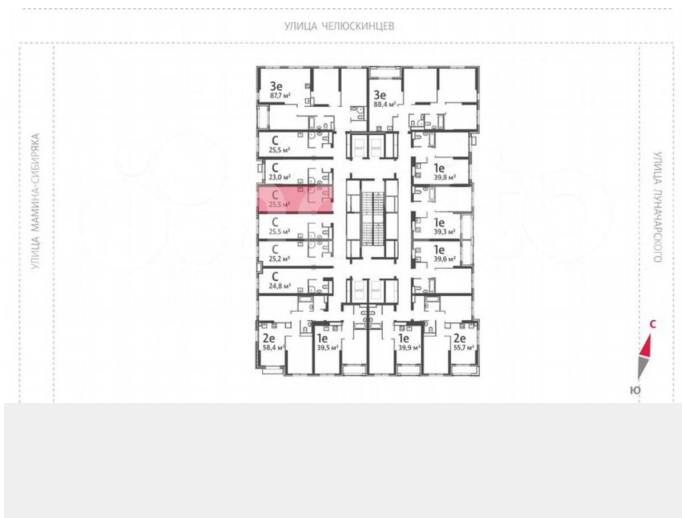 УЛИЦА ЧЕЛЮСКИНЦЕВ
УЛИЦА МАМИНА-СИБИРЯКА
УЛИЦА ЛУНАЧАРСКОГО
3е
87,7 м²
3е
88,4 м²
С
25,5 м²
С
23,0 м²
1е
39,8 м²
С
25,5 м²
С
25,5 м²
1е
39,3 м²
С
25,2 м²
1е
39,6 м²
С
24,8 м²
2е
58,4 м²
1е
39,5 м²
1е
39,9 м²
2е
55,7 м²
С
Ю